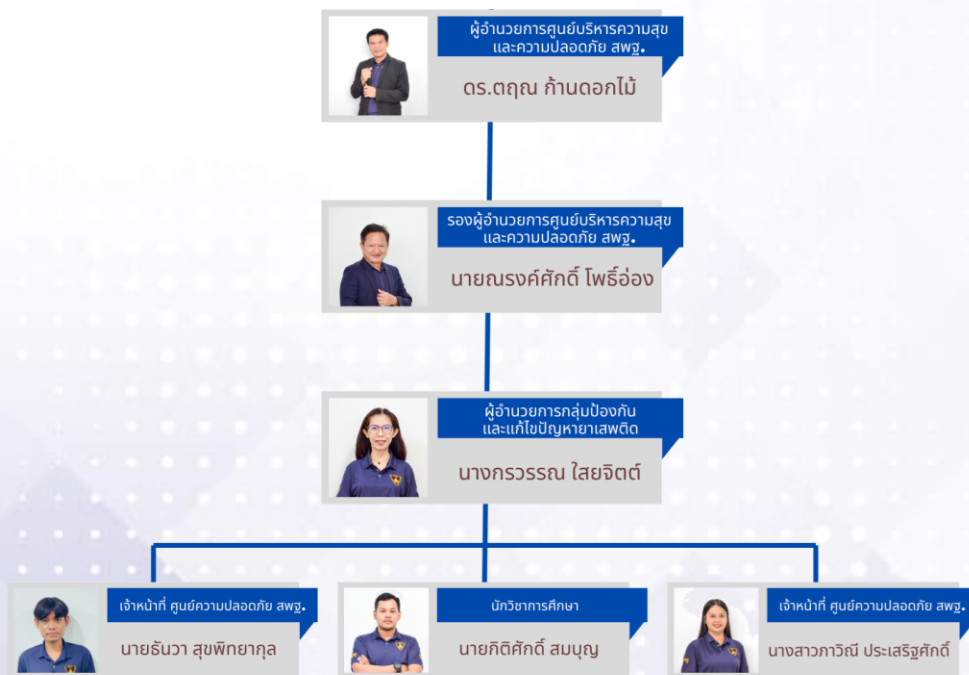 ผู้อำนวยการศูนย์บริหารความสุข
และความปลอดภัย สพฐ.
ดร.ตฤณ ก้านดอกไม้
รองผู้อำนวยการศูนย์บริหารความสุข
และความปลอดภัย สพฐ.
นายณรงค์ศักดิ์ โพธิ์อ่อง
ผู้อำนวยการกลุ่มป้องกัน
และแก้ไขปัญหายาเสพติด
นางกรวรรณ ใสยจิตต์
เจ้าหน้าที่ ศูนย์ความปลอดภัย สพฐ.
นายธันวา สุขพิทยากุล
นักวิชาการศึกษา
นายกิติศักดิ์ สมบุญ
เจ้าหน้าที่ ศูนย์ความปลอดภัย สพฐ.
นางสาวภาวิณี ประเสริฐศักดิ์